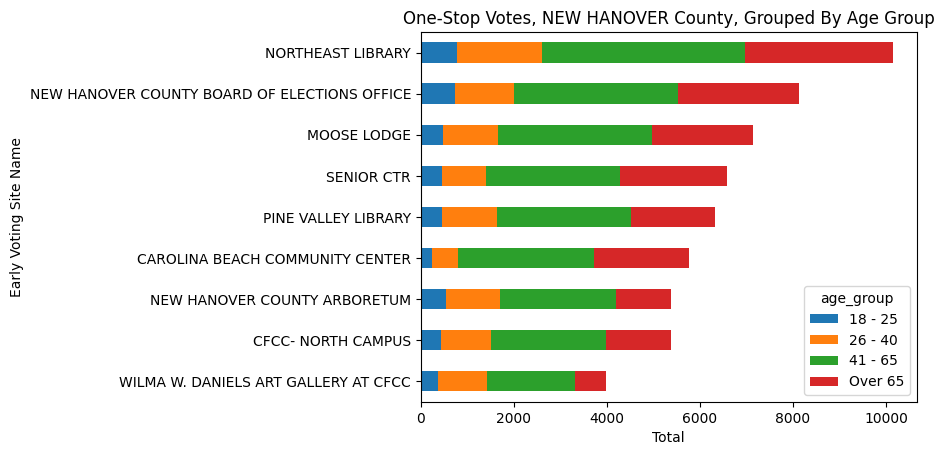 One-Stop Votes, NEW HANOVER County, Grouped By Age Group
Early Voting Site Name
NORTHEAST LIBRARY
NEW HANOVER COUNTY BOARD OF ELECTIONS OFFICE
MOOSE LODGE
SENIOR CTR
PINE VALLEY LIBRARY
CAROLINA BEACH COMMUNITY CENTER
NEW HANOVER COUNTY ARBORETUM
CFCC- NORTH CAMPUS
WILMA W. DANIELS ART GALLERY AT CFCC
age_group
18 - 25
26 - 40
41 - 65
Over 65
0 2000 4000 6000 8000 10000
Total